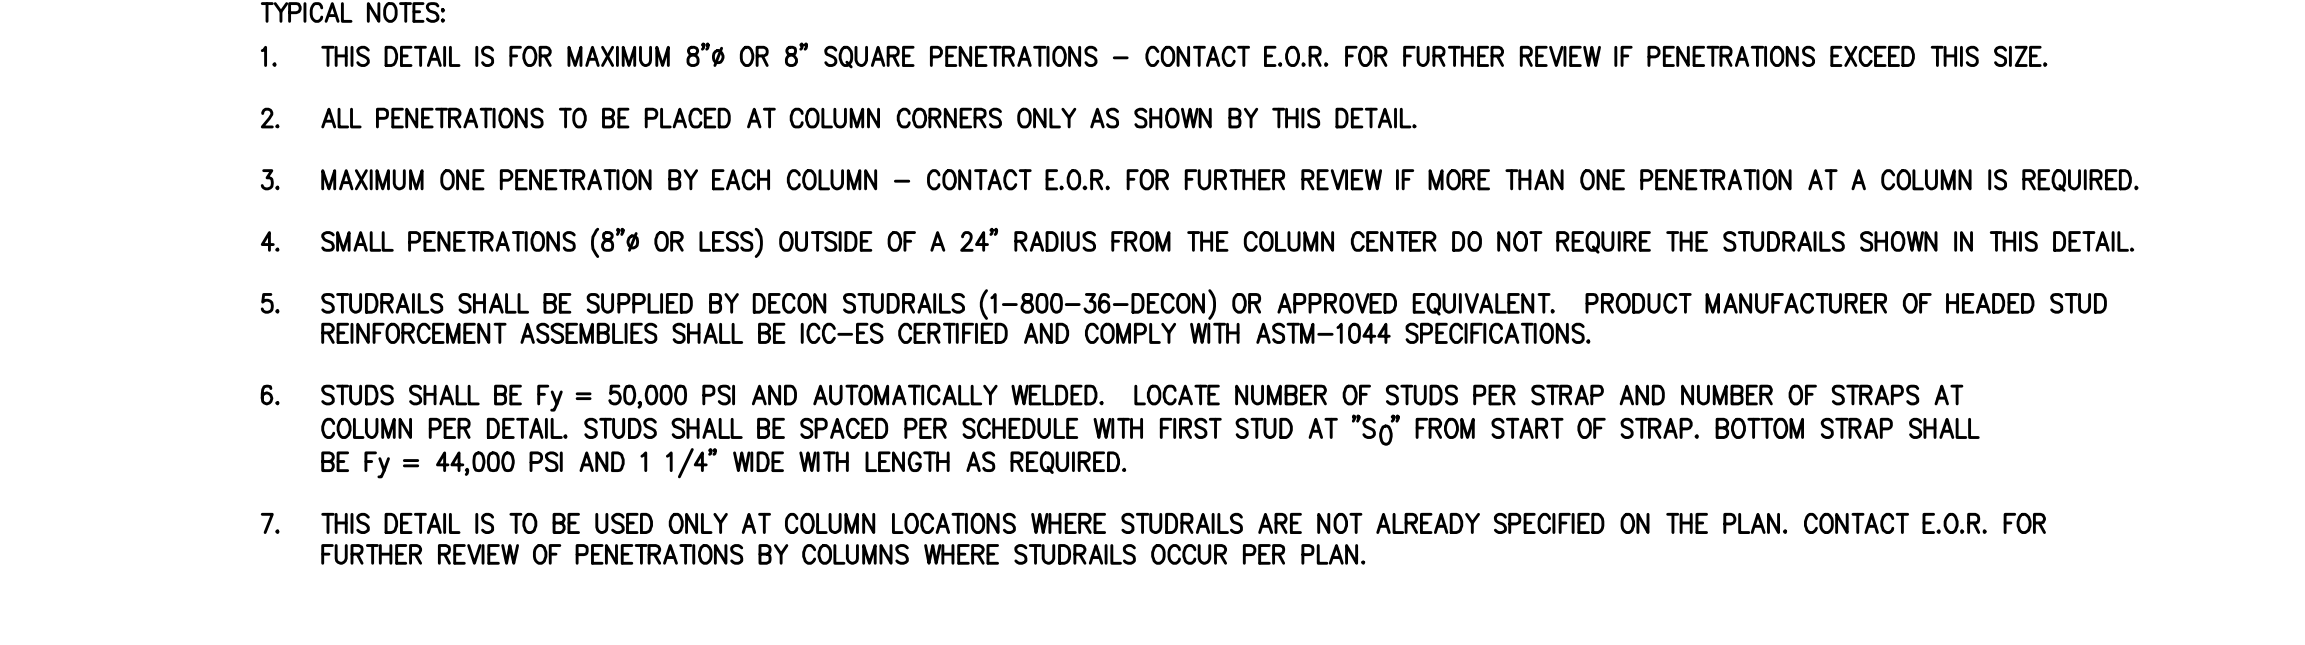 TYPICAL NOTES:
1. THIS DETAIL IS FOR MAXIMUM 8"ø OR 8" SQUARE PENETRATIONS – CONTACT E.O.R. FOR FURTHER REVIEW IF PENETRATIONS EXCEED THIS SIZE.
2. ALL PENETRATIONS TO BE PLACED AT COLUMN CORNERS ONLY AS SHOWN BY THIS DETAIL.
3. MAXIMUM ONE PENETRATION BY EACH COLUMN – CONTACT E.O.R. FOR FURTHER REVIEW IF MORE THAN ONE PENETRATION AT A COLUMN IS REQUIRED.
4. SMALL PENETRATIONS (8"ø OR LESS) OUTSIDE OF A 24" RADIUS FROM THE COLUMN CENTER DO NOT REQUIRE THE STUDRAILS SHOWN IN THIS DETAIL.
5. STUDRAILS SHALL BE SUPPLIED BY DECON STUDRAILS (1–800–36–DECON) OR APPROVED EQUIVALENT. PRODUCT MANUFACTURER OF HEADED STUD
REINFORCEMENT ASSEMBLIES SHALL BE ICC–ES CERTIFIED AND COMPLY WITH ASTM–1044 SPECIFICATIONS.
6. STUDS SHALL BE Fy = 50,000 PSI AND AUTOMATICALLY WELDED. LOCATE NUMBER OF STUDS PER STRAP AND NUMBER OF STRAPS AT
COLUMN PER DETAIL. STUDS SHALL BE SPACED PER SCHEDULE WITH FIRST STUD AT "S₀" FROM START OF STRAP. BOTTOM STRAP SHALL
BE Fy = 44,000 PSI AND 1 1/4" WIDE WITH LENGTH AS REQUIRED.
7. THIS DETAIL IS TO BE USED ONLY AT COLUMN LOCATIONS WHERE STUDRAILS ARE NOT ALREADY SPECIFIED ON THE PLAN. CONTACT E.O.R. FOR
FURTHER REVIEW OF PENETRATIONS BY COLUMNS WHERE STUDRAILS OCCUR PER PLAN.